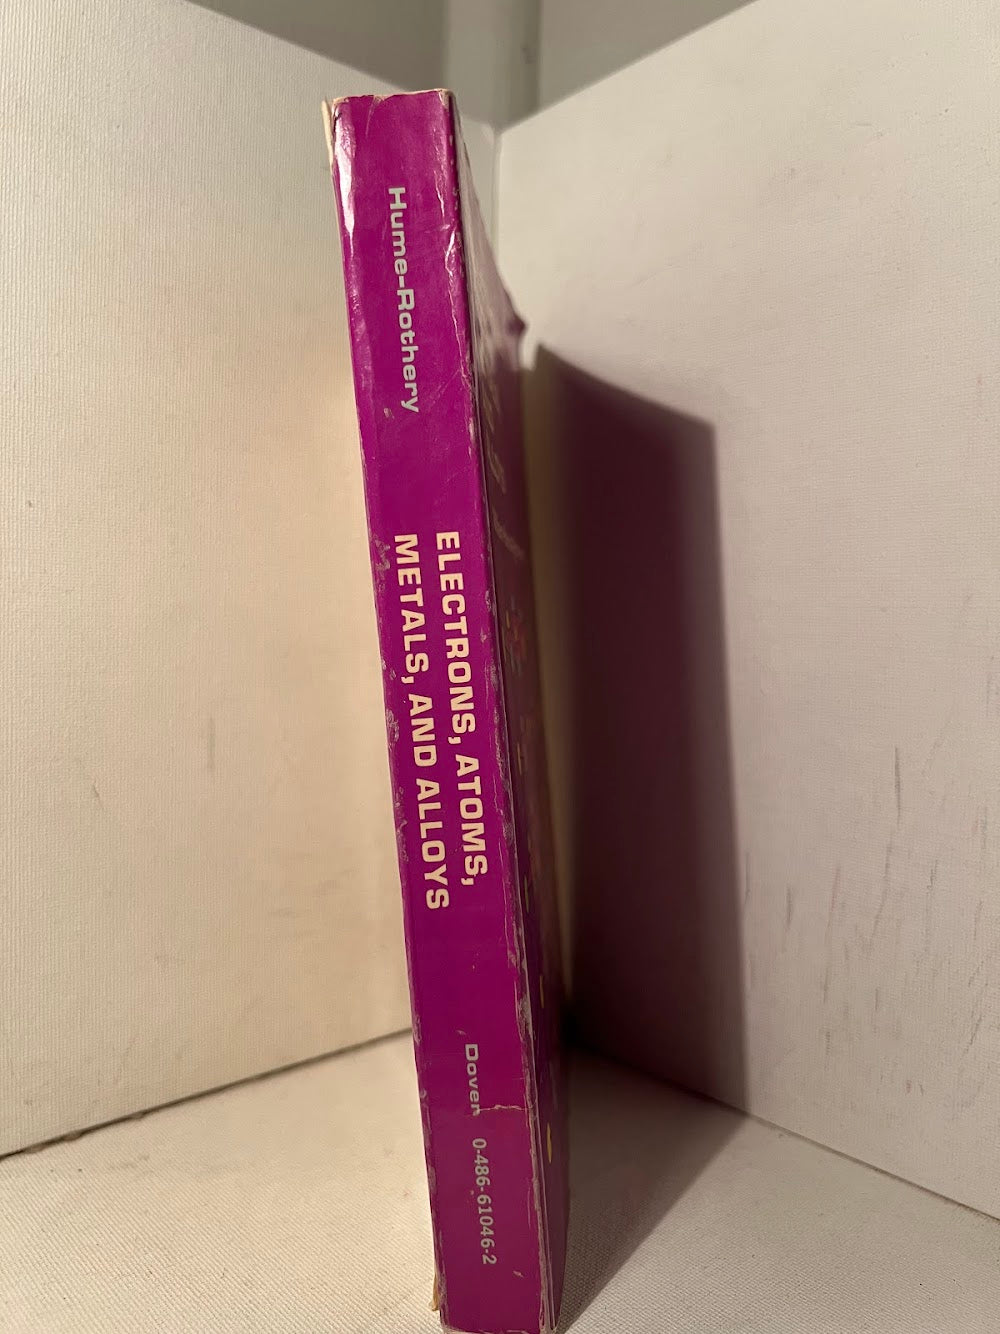 Hume-Rothery
ELECTRONS, ATOMS,
METALS, AND ALLOYS
Dover
0-486-61046-2